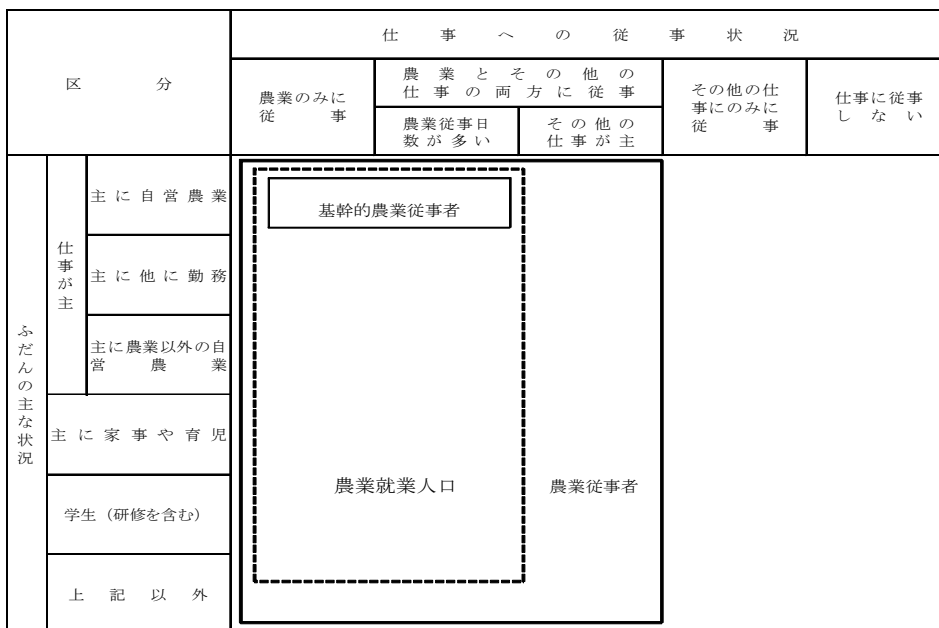 仕事への従事状況
区分
農業のみに
従事
農業とその他の
仕事の両方に従事
農業従事日
数が多い
その他の
仕事が主
その他の仕
事にのみに
従事
仕事に従事
しない
ふだんの主な状況
仕事が主
主に自営農業
主に他に勤務
主に農業以外の自
営農業
主に家事や育児
学生（研修を含む）
上記以外
基幹的農業従事者
農業就業人口
農業従事者